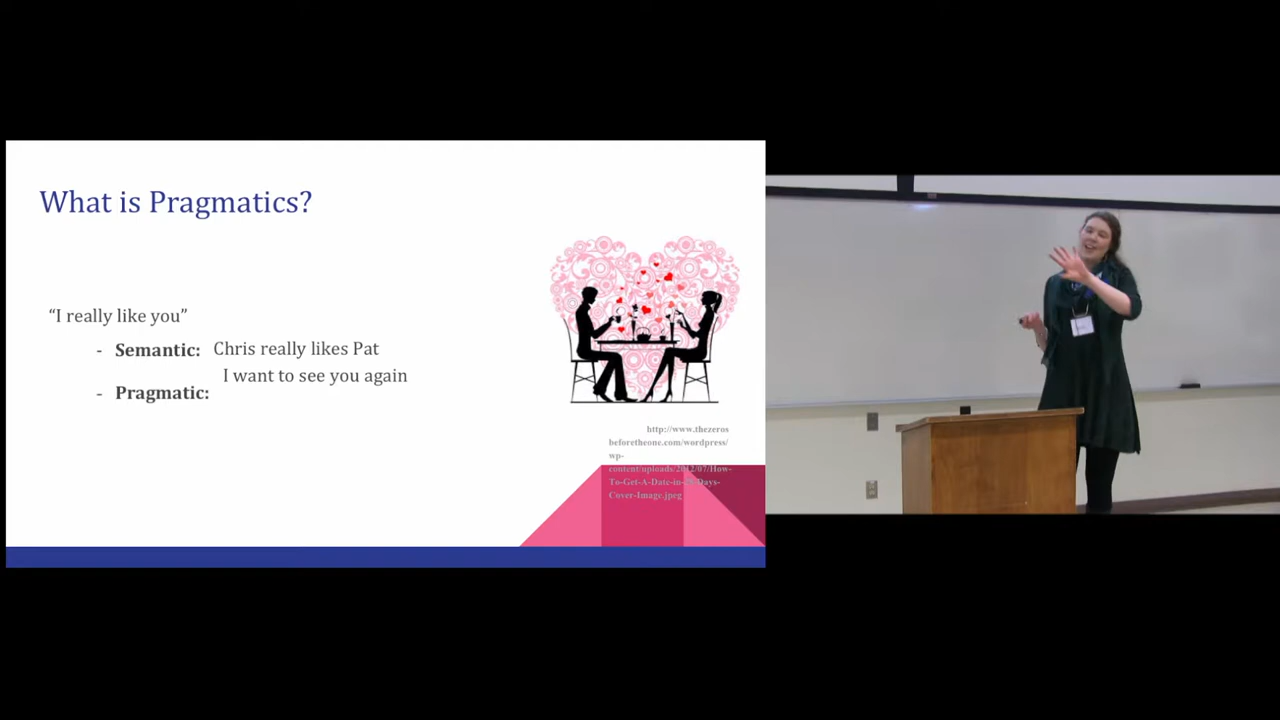 What is Pragmatics?
“I really like you”
- Semantic: Chris really likes Pat
I want to see you again
- Pragmatic:
http://www.thezeros
beforetheone.com/wordpress/
wp-
content/uploads/2012/07/How-
To-Get-A-Date-in-
Days-
Cover-Image.jpeg